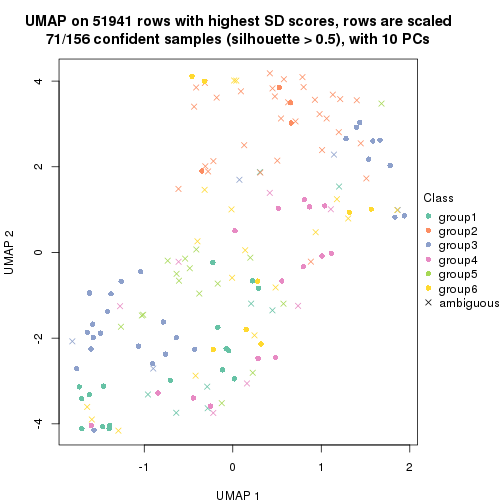 UMAP on 51941 rows with highest SD scores, rows are scaled
71/156 confident samples (silhouette > 0.5), with 10 PCs
4
2
0
-2
-4
UMAP 2
-1
0
1
2
UMAP 1
Class
group1
group2
group3
group4
group5
group6
ambiguous